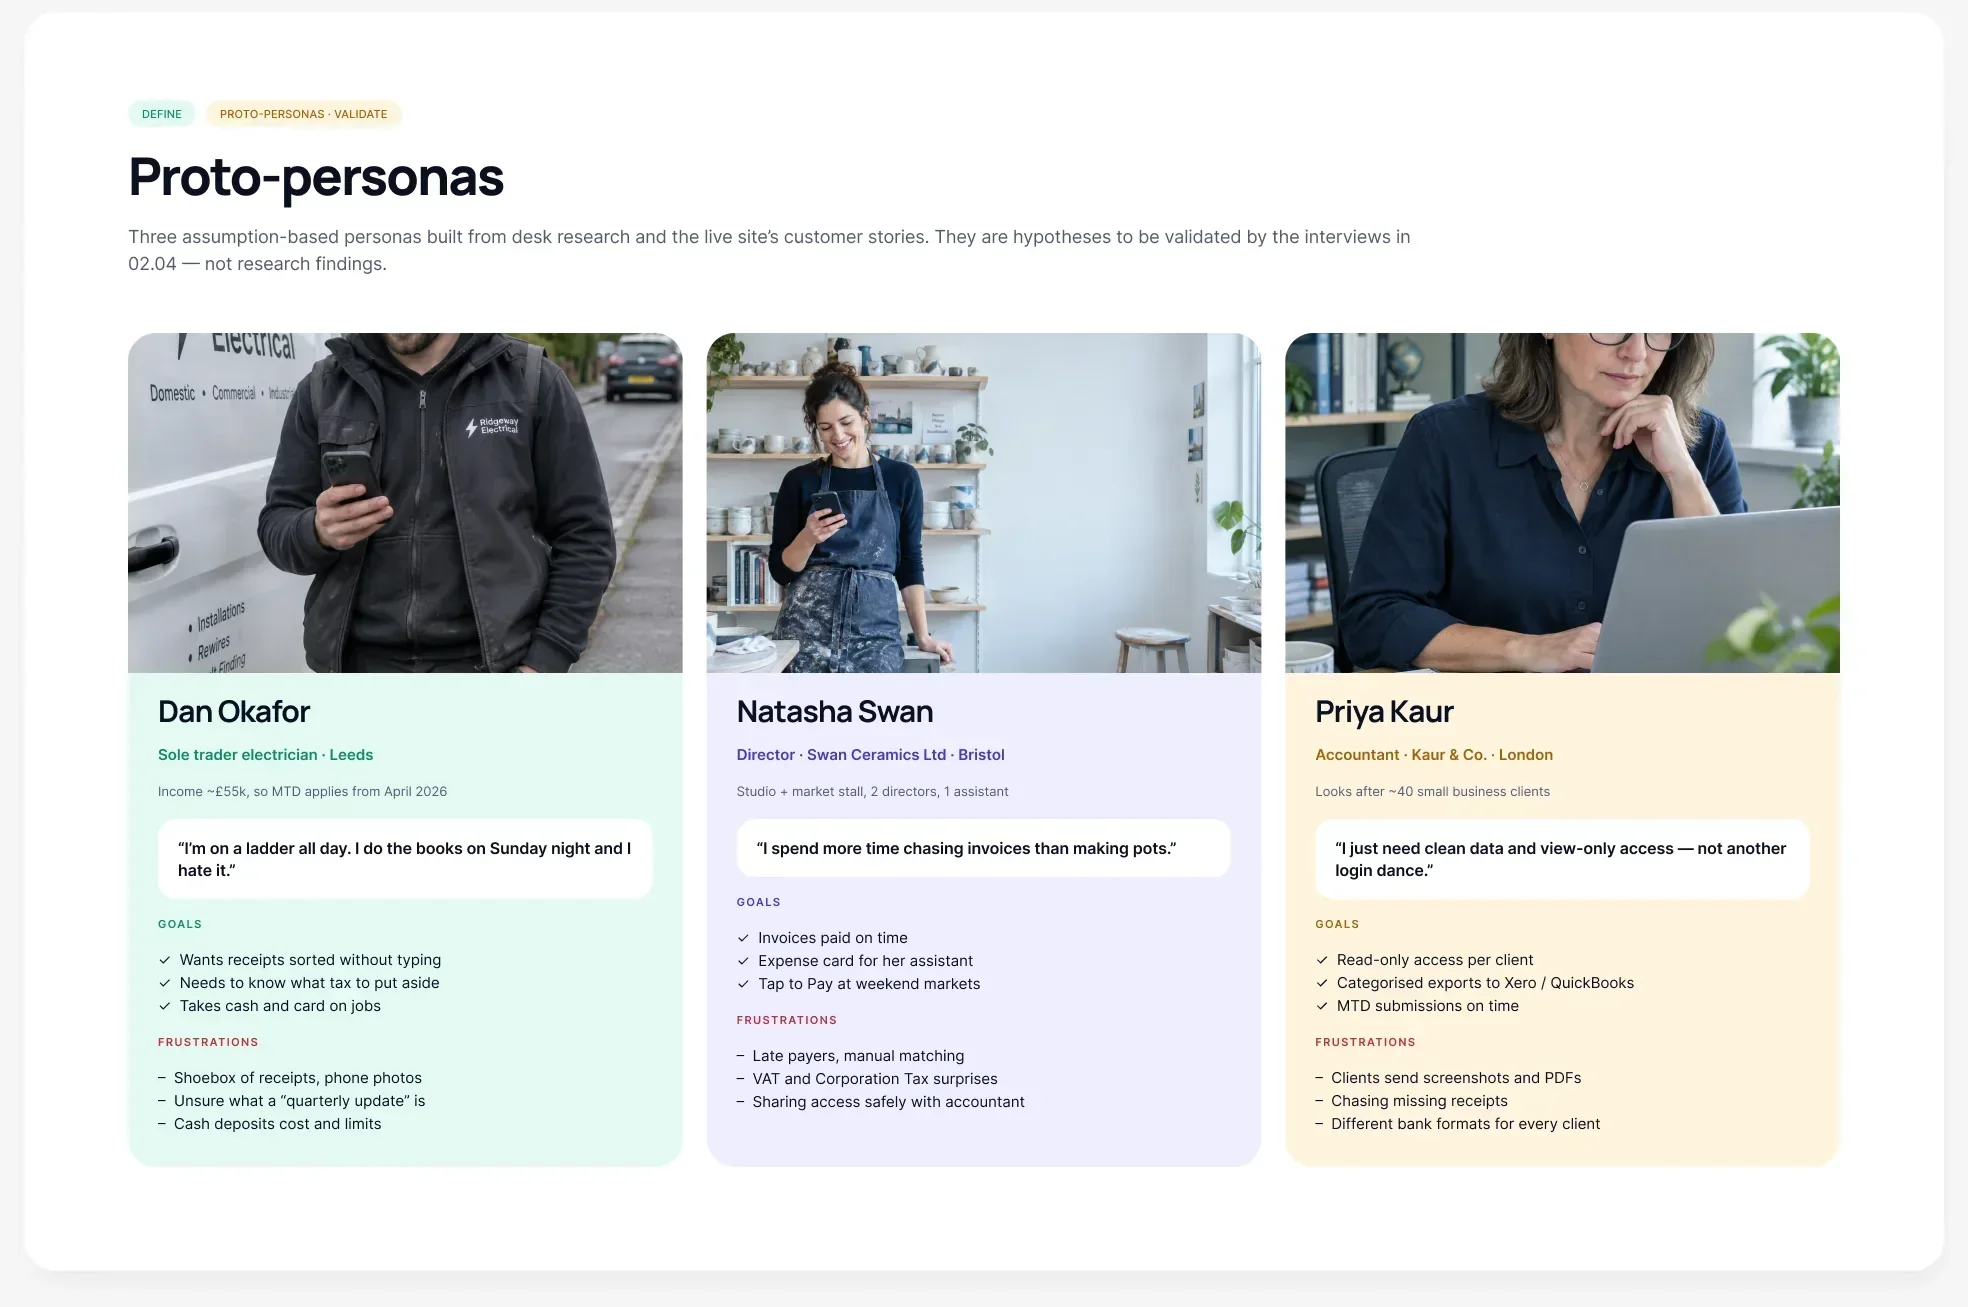 DEFINE
PROTO-PERSONAS · VALIDATE
Proto-personas
Three assumption-based personas built from desk research and the live site’s customer stories. They are hypotheses to be validated by the interviews in
02.04 — not research findings.
Electrical
Domestic • Commercial • Industrial
Ridgeway
Electrical
• Installations
• Rewires
lt Finding
Dan Okafor
Sole trader electrician · Leeds
Income ~£55k, so MTD applies from April 2026
“I’m on a ladder all day. I do the books on Sunday night and I
hate it.”
GOALS
✓ Wants receipts sorted without typing
✓ Needs to know what tax to put aside
✓ Takes cash and card on jobs
FRUSTRATIONS
– Shoebox of receipts, phone photos
– Unsure what a “quarterly update” is
– Cash deposits cost and limits
Natasha Swan
Director · Swan Ceramics Ltd · Bristol
Studio + market stall, 2 directors, 1 assistant
“I spend more time chasing invoices than making pots.”
GOALS
✓ Invoices paid on time
✓ Expense card for her assistant
✓ Tap to Pay at weekend markets
FRUSTRATIONS
– Late payers, manual matching
– VAT and Corporation Tax surprises
– Sharing access safely with accountant
Priya Kaur
Accountant · Kaur & Co. · London
Looks after ~40 small business clients
“I just need clean data and view-only access — not another
login dance.”
GOALS
✓ Read-only access per client
✓ Categorised exports to Xero / QuickBooks
✓ MTD submissions on time
FRUSTRATIONS
– Clients send screenshots and PDFs
– Chasing missing receipts
– Different bank formats for every client